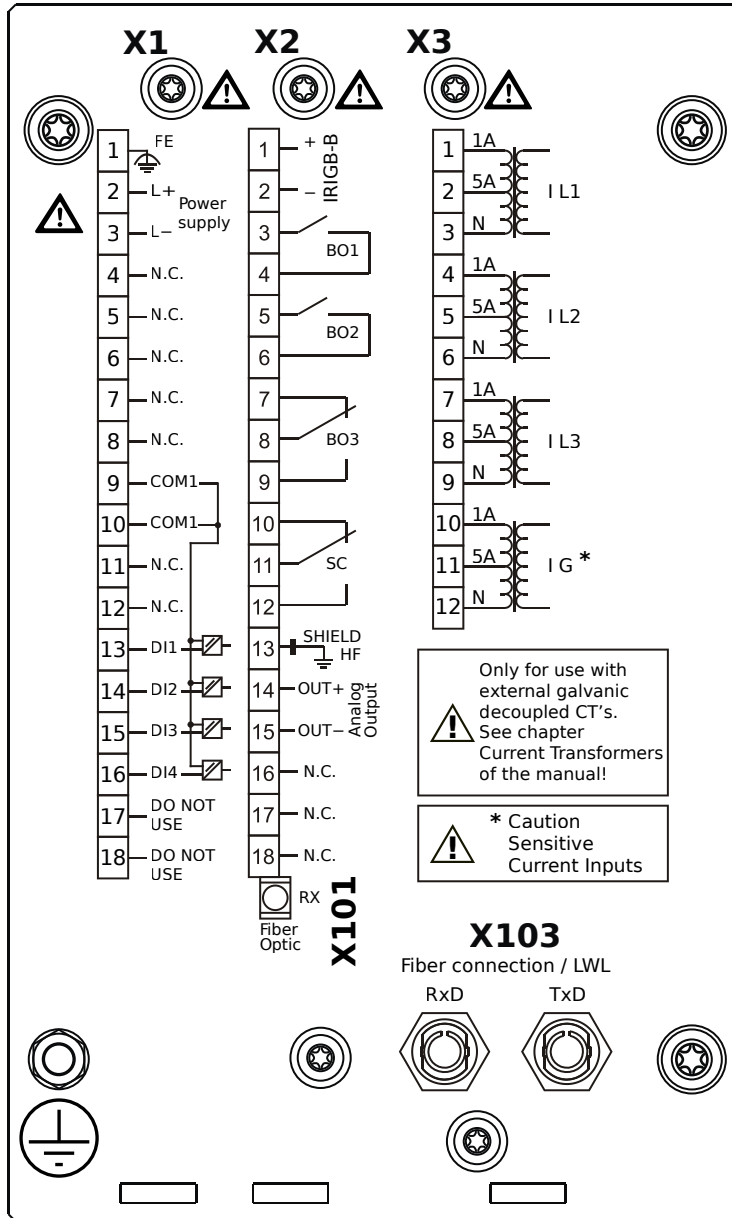 X1
X2
X3
1 FE
2 L+ Power
3 L− supply
4 N.C.
5 N.C.
6 N.C.
7 N.C.
8 N.C.
9 COM1
10 COM1
11 N.C.
12 N.C.
13 DI1
14 DI2
15 DI3
16 DI4
17 DO NOT
USE
18 DO NOT
USE
1 +
2 −
IRIGB-B
3
4
BO1
5
6
BO2
7
8 BO3
9
10
11 SC
12
13 SHIELD
HF
14 OUT+
15 OUT−
Analog
Output
16 N.C.
17 N.C.
18 N.C.
RX
Fiber
Optic
X101
1 1A
2 5A I L1
3 N
4 1A
5 5A I L2
6 N
7 1A
8 5A I L3
9 N
10 1A
11 5A I G *
12 N
Only for use with
external galvanic
decoupled CT's.
See chapter
Current Transformers
of the manual!
* Caution
Sensitive
Current Inputs
X103
Fiber connection / LWL
RxD TxD